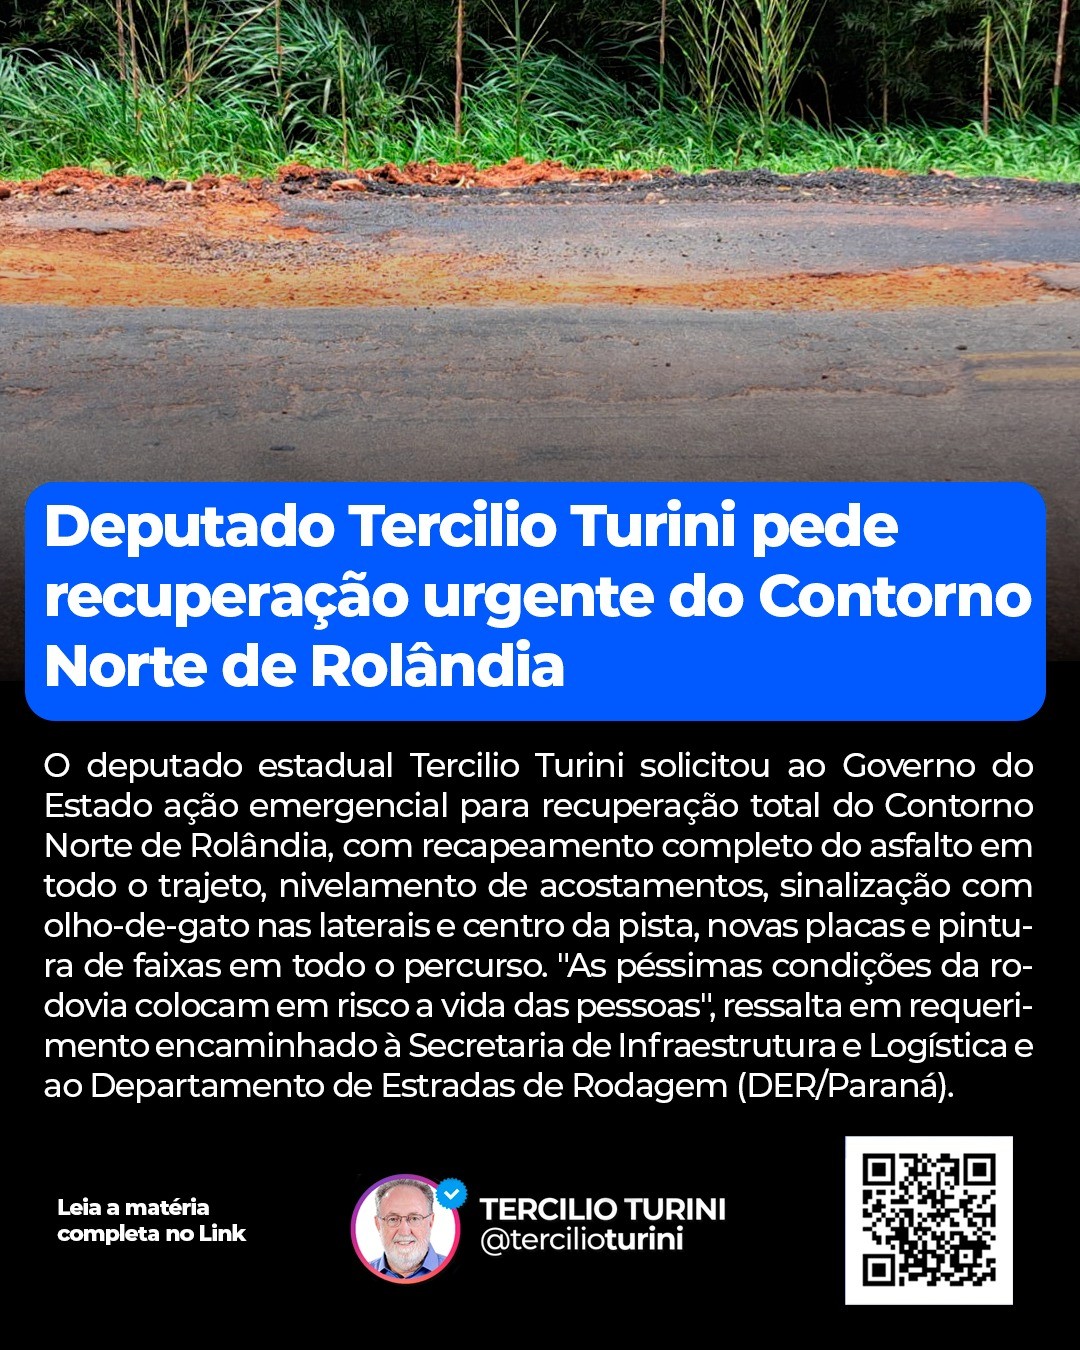 Deputado Tercilio Turini pede
recuperação urgente do Contorno
Norte de Rolândia
O deputado estadual Tercilio Turini solicitou ao Governo do
Estado ação emergencial para recuperação total do Contorno
Norte de Rolândia, com recapeamento completo do asfalto em
todo o trajeto, nivelamento de acostamentos, sinalização com
olho-de-gato nas laterais e centro da pista, novas placas e pintu-
ra de faixas em todo o percurso. "As péssimas condições da ro-
dovia colocam em risco a vida das pessoas", ressalta em requeri-
mento encaminhado à Secretaria de Infraestrutura e Logística e
ao Departamento de Estradas de Rodagem (DER/Paraná).
Leia a matéria
completa no Link
TERCILIO TURINI
@tercilioturini